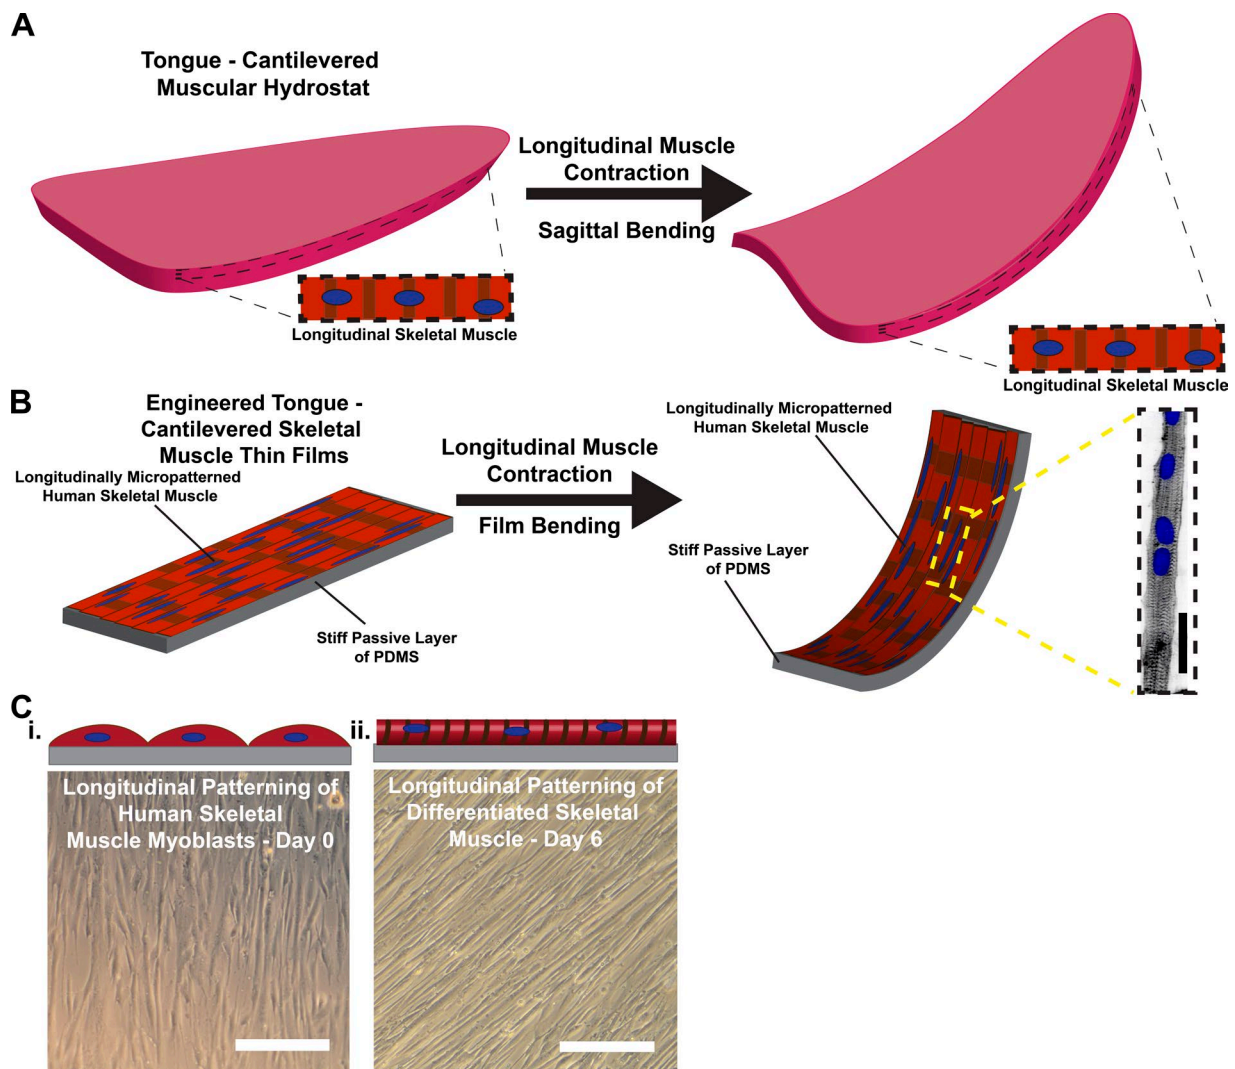 A
Tongue - Cantilevered
Muscular Hydrostat
Longitudinal Muscle
Contraction
Sagittal Bending
Longitudinal Skeletal Muscle
Longitudinal Skeletal Muscle
B
Engineered Tongue -
Cantilevered Skeletal
Muscle Thin Films
Longitudinally Micropatterned
Human Skeletal Muscle
Stiff Passive Layer
of PDMS
Longitudinal Muscle
Contraction
Film Bending
Longitudinally Micropatterned
Human Skeletal Muscle
Stiff Passive Layer
of PDMS
C
i.
Longitudinal Patterning of
Human Skeletal
Muscle Myoblasts - Day 0
ii.
Longitudinal Patterning of
Differentiated Skeletal
Muscle - Day 6